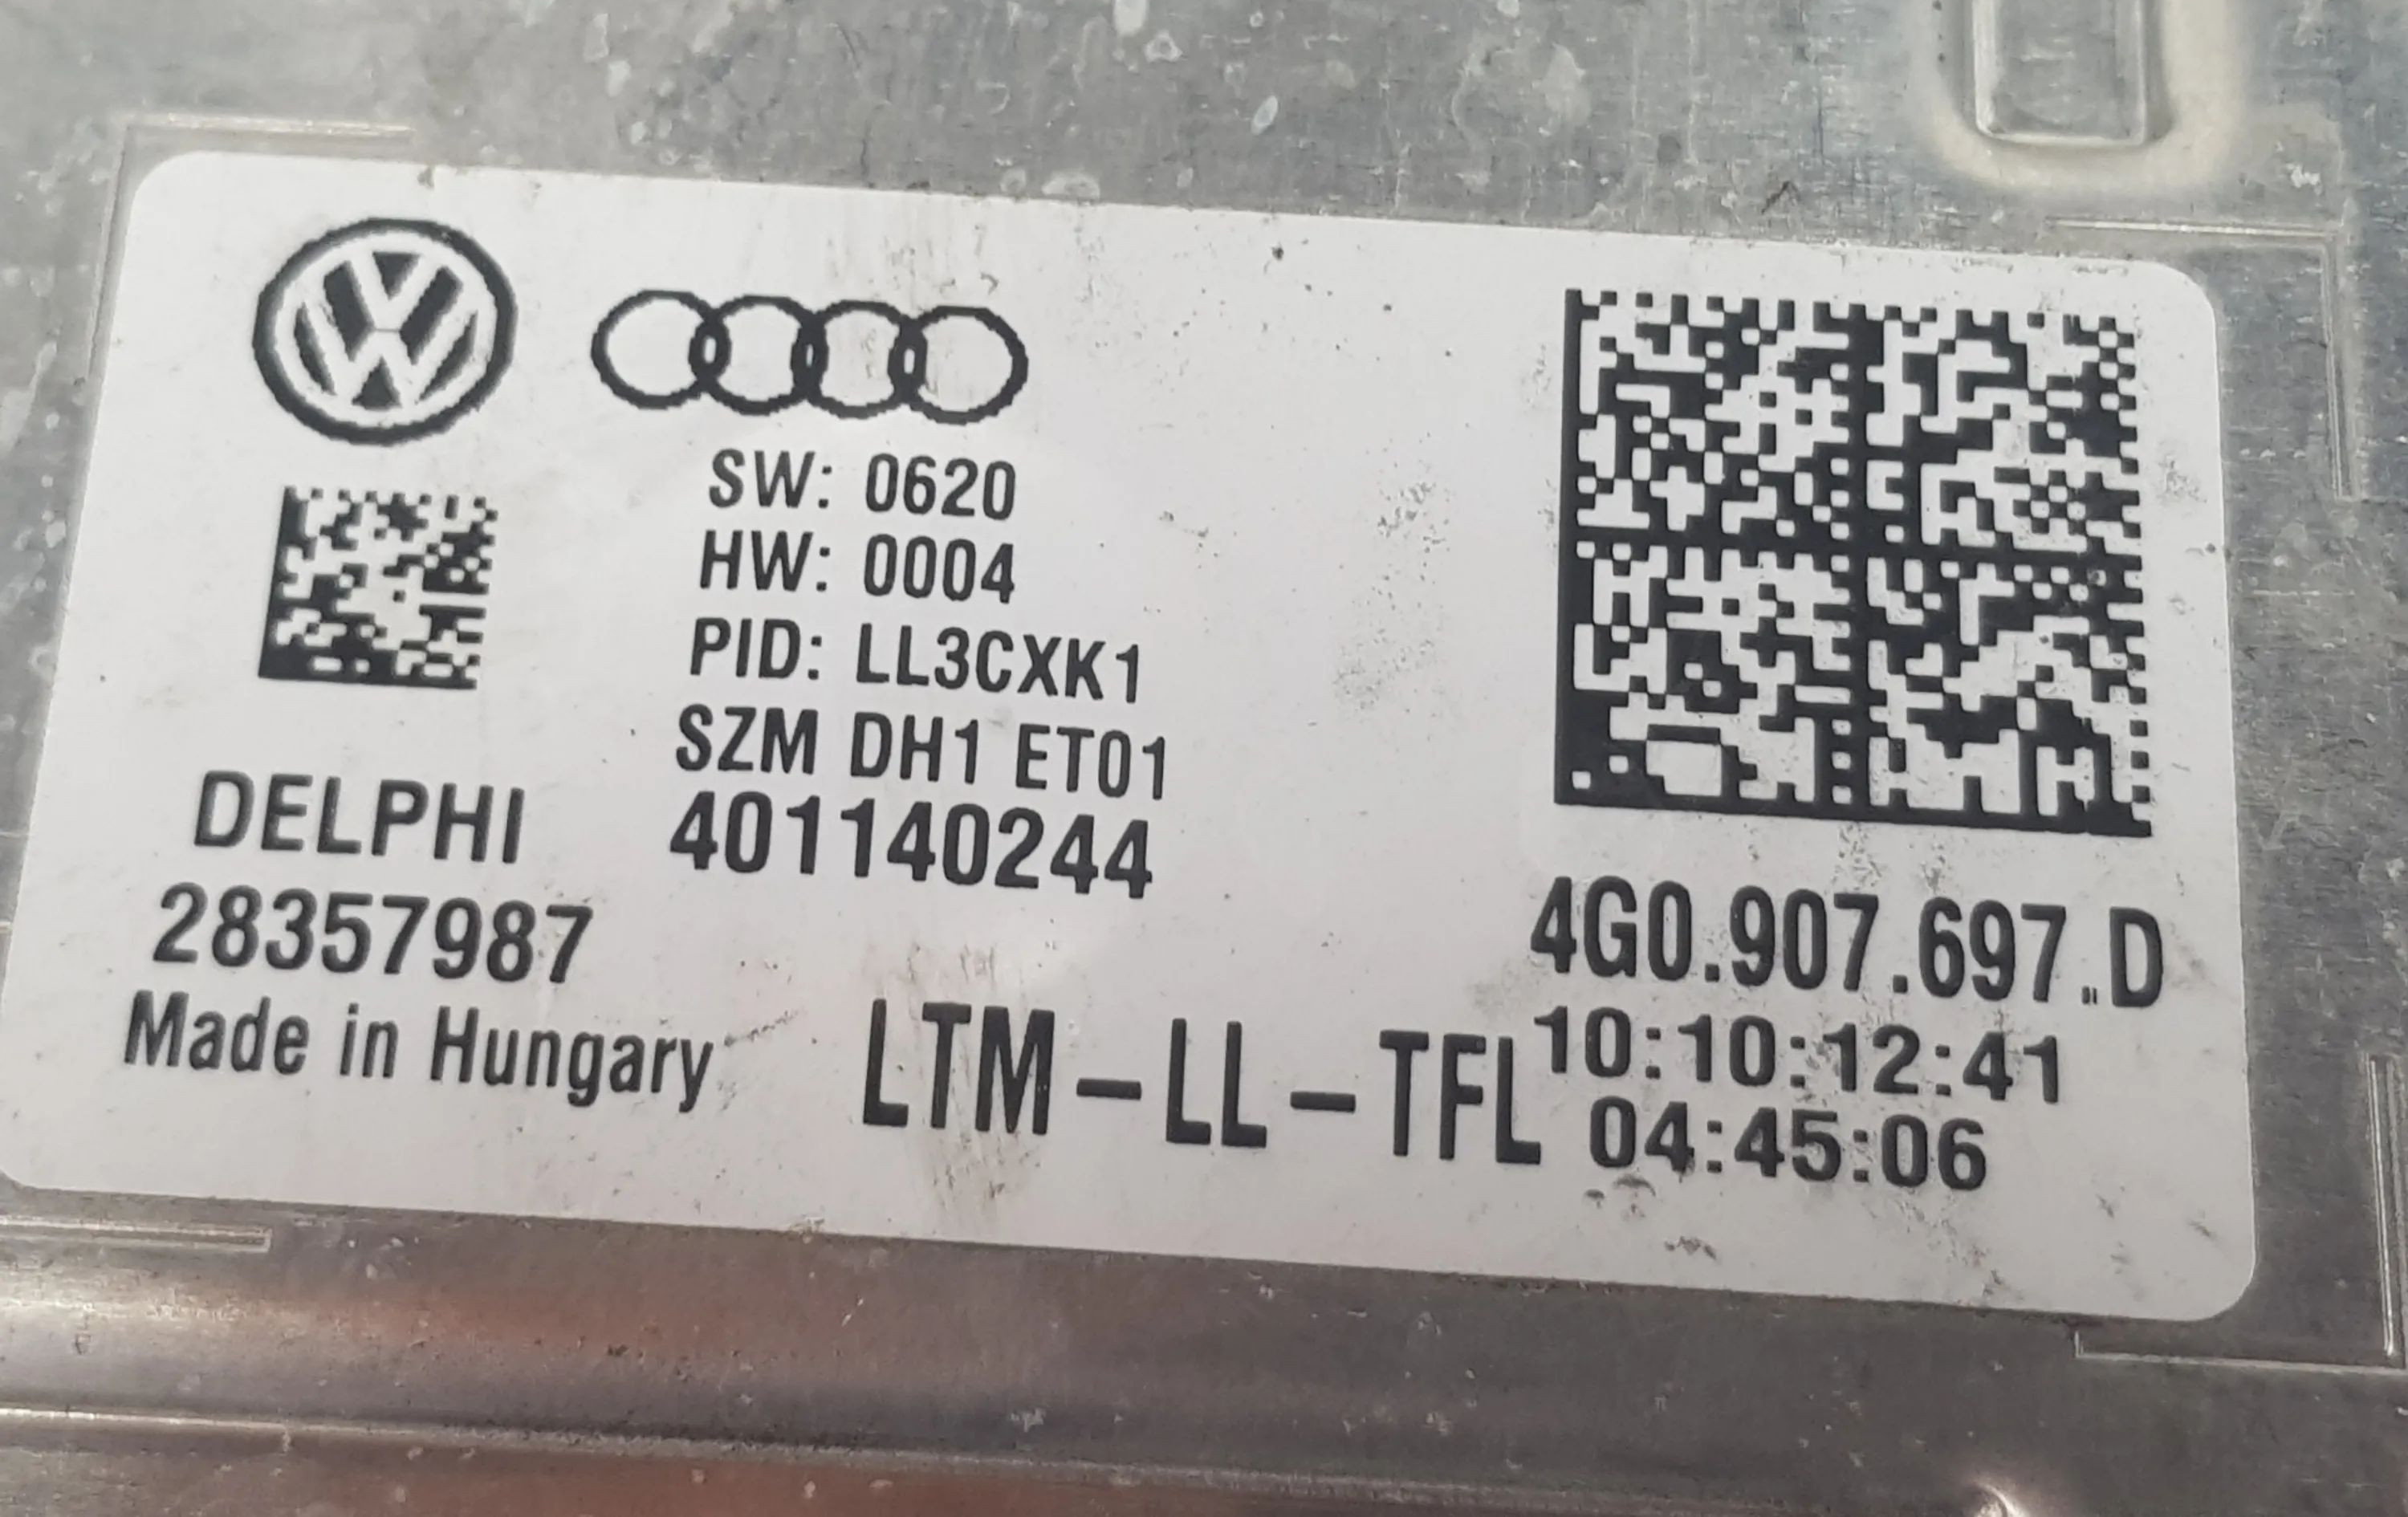 SW: 0620
HW: 0004
PID: LL3CXK1
SZM DH1 ET01
401140244
DELPHI
28357987
Made in Hungary
LTM-LL-TFL
4G0.907.697.D
10:10:12:41
04:45:06